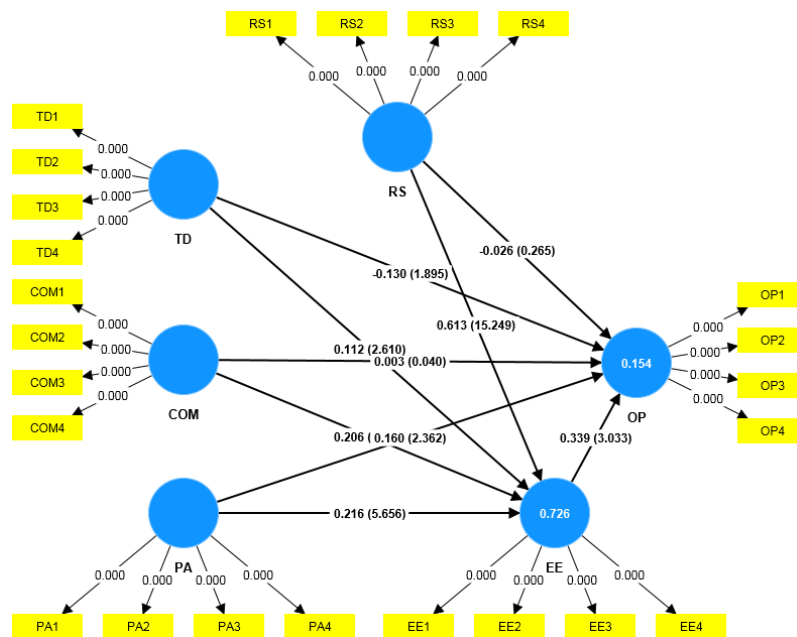 RS1 RS2 RS3 RS4
0.000 0.000 0.000 0.000
RS
TD1
TD2
TD3
TD4
0.000
0.000
0.000
0.000
TD
COM1
COM2
COM3
COM4
0.000
0.000
0.000
0.000
COM
-0.026 (0.265)
-0.130 (1.895)
0.613 (15.249)
0.112 (2.610)
0.003 (0.040)
0.206 (
0.160 (2.362)
0.339 (3.033)
0.216 (5.656)
0.154
OP
0.000
0.000
0.000
0.000
OP1
OP2
OP3
OP4
PA
0.726
EE
0.000 0.000 0.000 0.000
PA1 PA2 PA3 PA4
0.000 0.000 0.000 0.000
EE1 EE2 EE3 EE4